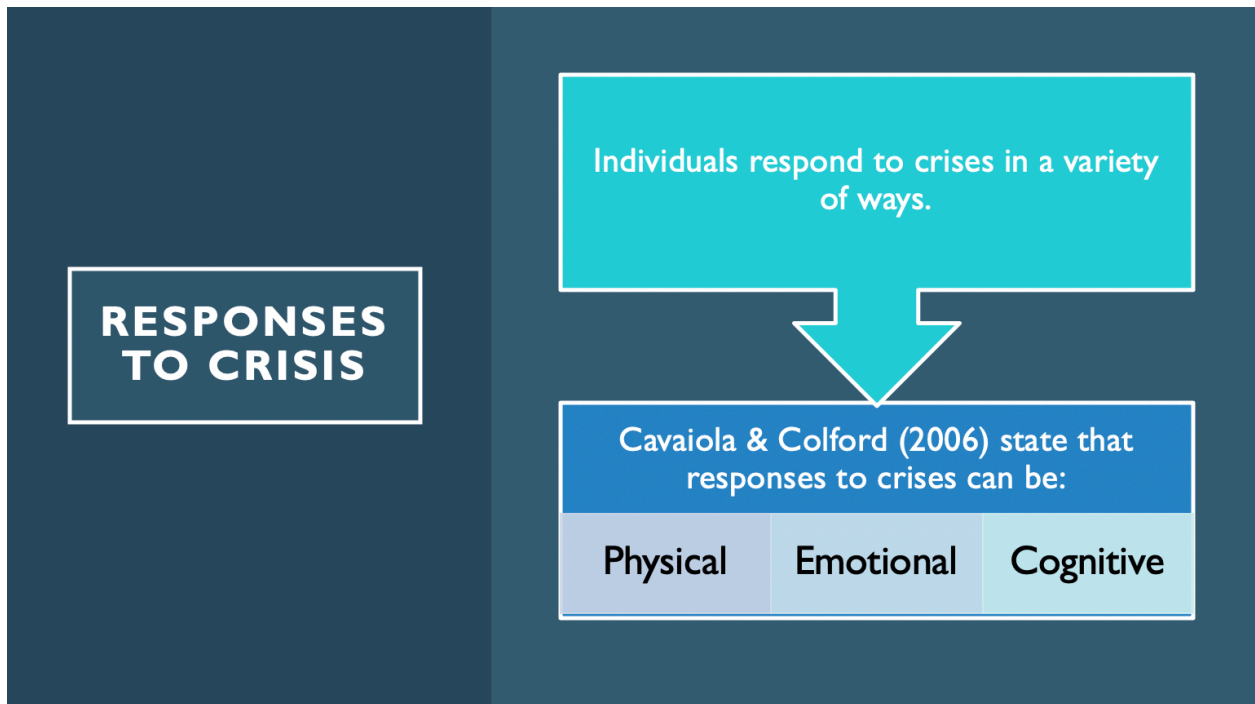 RESPONSES
TO CRISIS
Individuals respond to crises in a variety
of ways.
Cavaiola & Colford (2006) state that
responses to crises can be:
Physical
Emotional
Cognitive